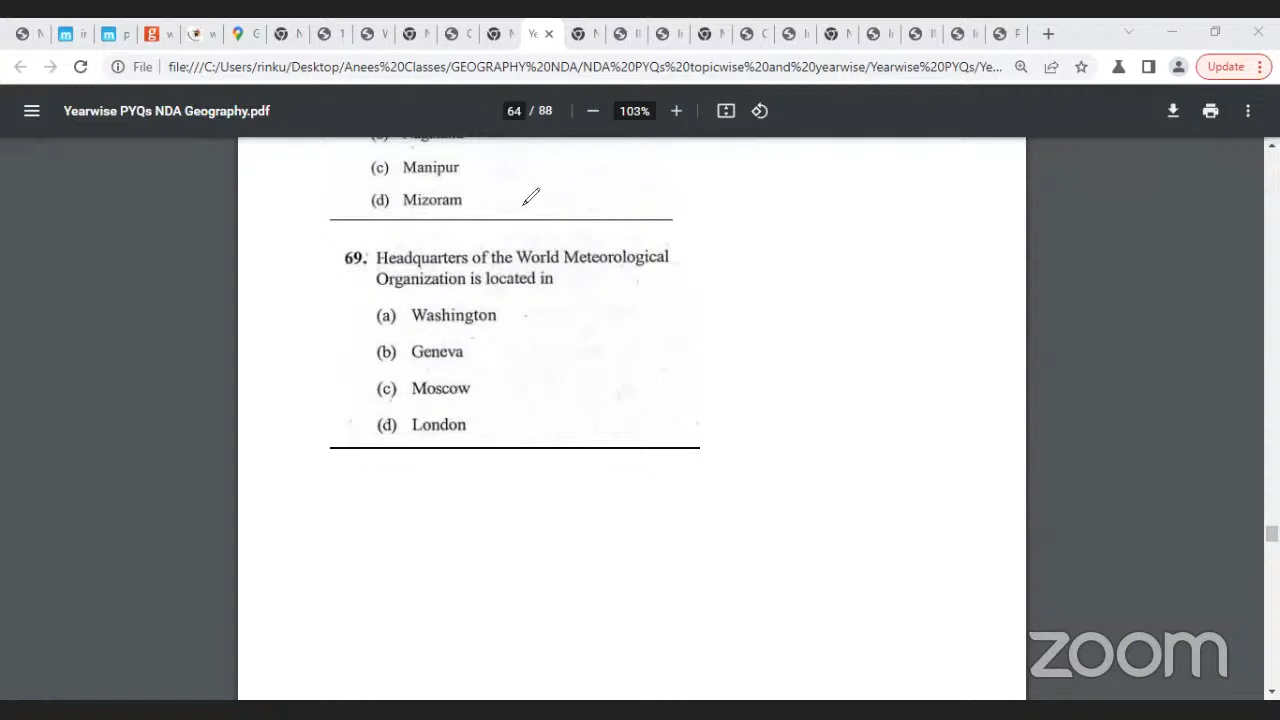 File
file:///C:/Users/rinku/Desktop/Anees%20Classes/GEOGRAPHY%20NDA/NDA%20PYQs%20topicwise%20and%20yearwise/Yearwise%20PYQs/Ye...
Update
Yearwise PYQs NDA Geography.pdf
64 / 88
103%
(c) Manipur
(d) Mizoram
69. Headquarters of the World Meteorological
Organization is located in
(a) Washington
(b) Geneva
(c) Moscow
(d) London
zoom